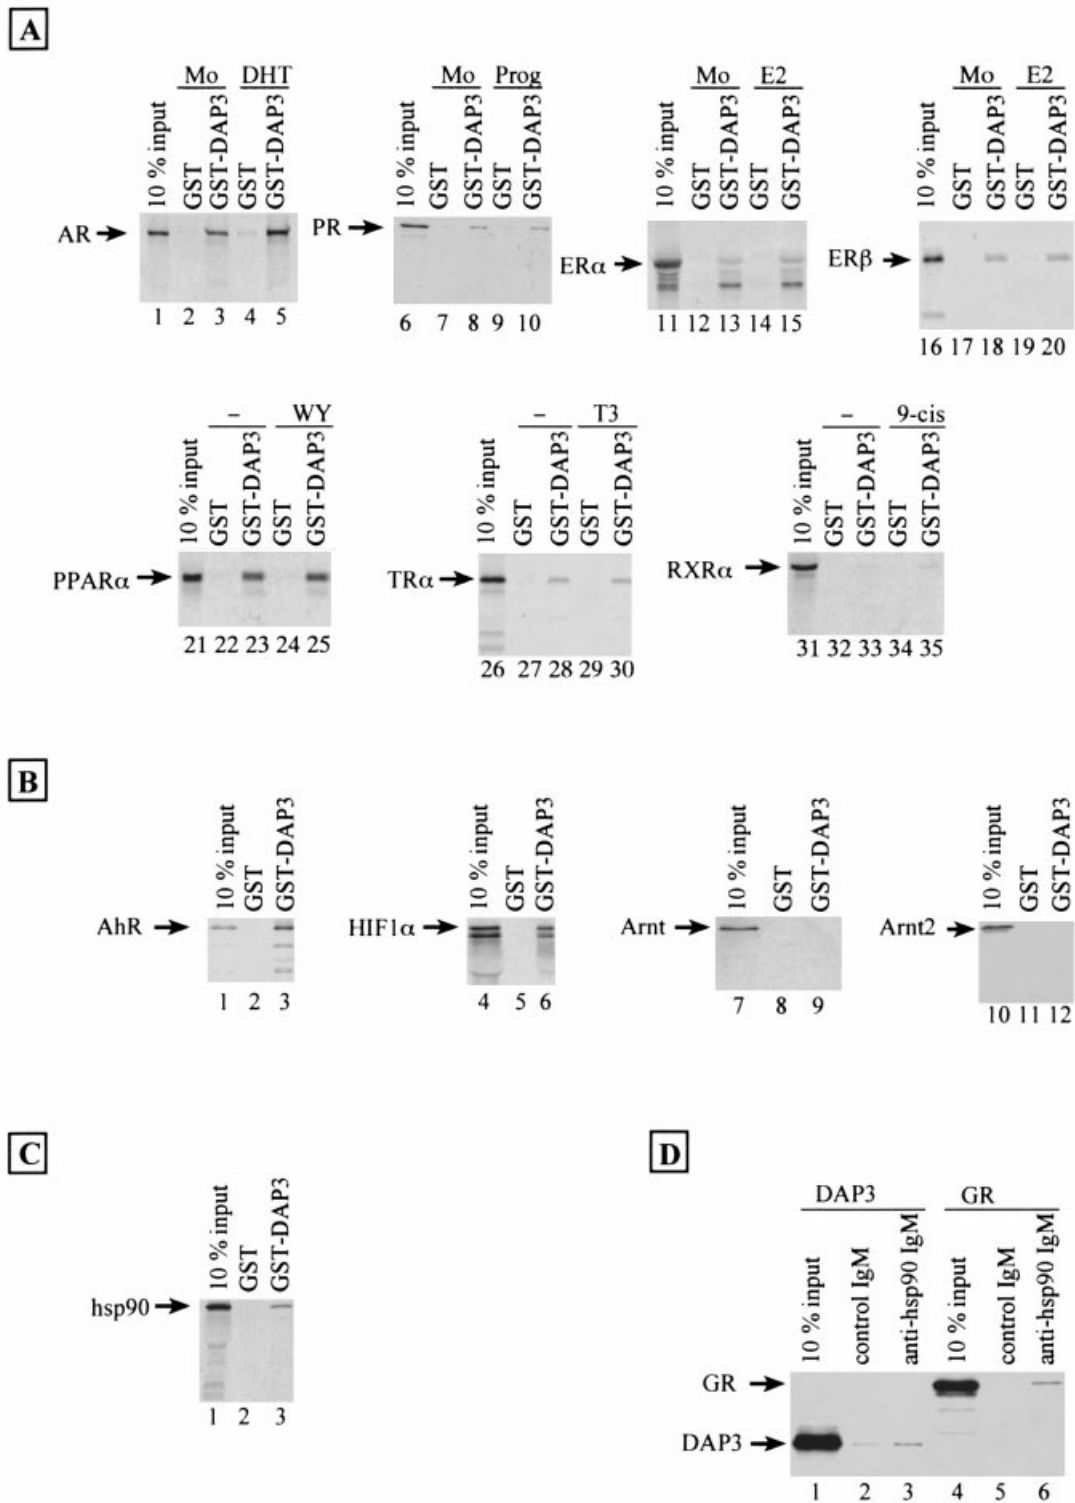 A
Mo DHT
10 % input
GST
GST-DAP3
GST
GST-DAP3
AR
1 2 3 4 5
Mo Prog
10 % input
GST
GST-DAP3
GST
GST-DAP3
PR
6 7 8 9 10
Mo E2
10 % input
GST
GST-DAP3
GST
GST-DAP3
ERα
11 12 13 14 15
Mo E2
10 % input
GST
GST-DAP3
GST
GST-DAP3
ERβ
16 17 18 19 20
– WY
10 % input
GST
GST-DAP3
GST
GST-DAP3
PPARα
21 22 23 24 25
– T3
10 % input
GST
GST-DAP3
GST
GST-DAP3
TRα
26 27 28 29 30
– 9-cis
10 % input
GST
GST-DAP3
GST
GST-DAP3
RXRα
31 32 33 34 35
B
10 % input
GST
GST-DAP3
AhR
1 2 3
10 % input
GST
GST-DAP3
HIF1α
4 5 6
10 % input
GST
GST-DAP3
Arnt
7 8 9
10 % input
GST
GST-DAP3
Arnt2
10 11 12
C
10 % input
GST
GST-DAP3
hsp90
1 2 3
D
DAP3 GR
10 % input
control IgM
anti-hsp90 IgM
10 % input
control IgM
anti-hsp90 IgM
GR
DAP3
1 2 3 4 5 6